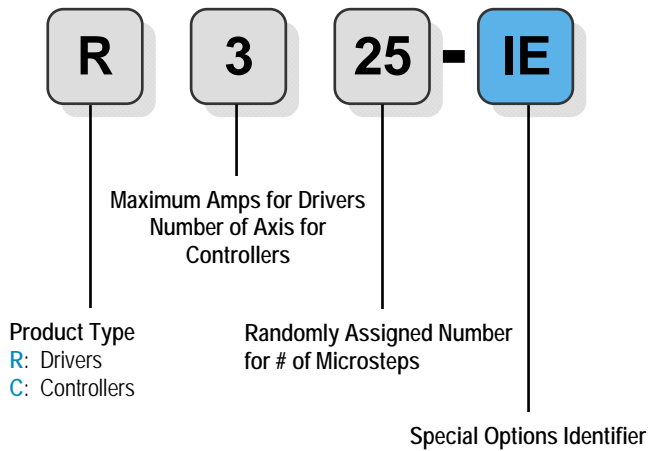 R 3 25 - IE
Maximum Amps for Drivers
Number of Axis for
Controllers
Product Type
R: Drivers
C: Controllers
Randomly Assigned Number
for # of Microsteps
Special Options Identifier